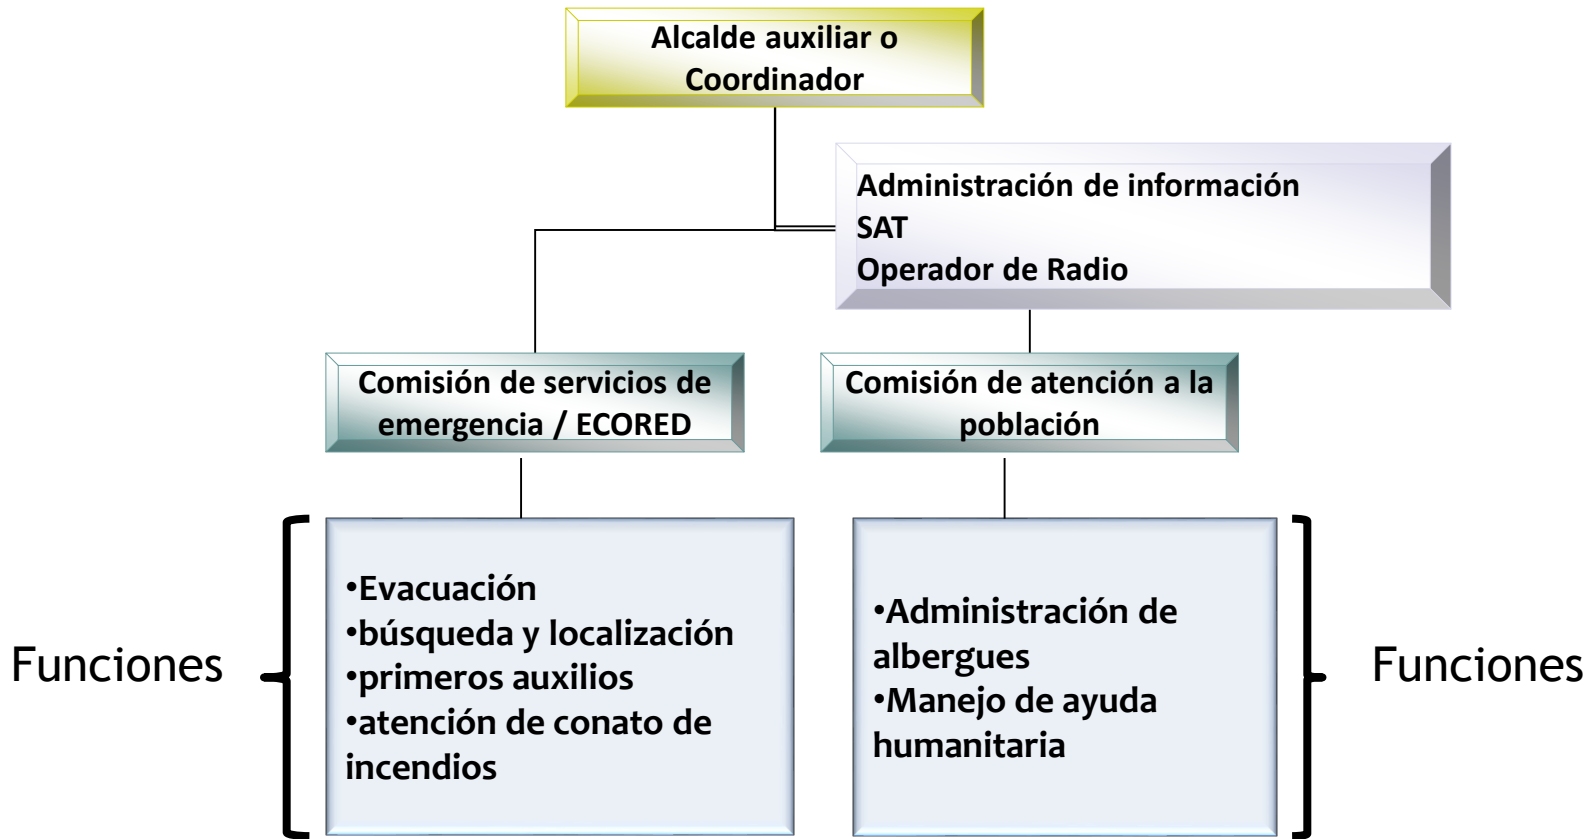 Alcalde auxiliar o
Coordinador
Administración de información
SAT
Operador de Radio
Comisión de servicios de
emergencia / ECORED
Comisión de atención a la
población
Funciones
•Evacuación
•búsqueda y localización
•primeros auxilios
•atención de conato de
incendios
•Administración de
albergues
•Manejo de ayuda
humanitaria
Funciones